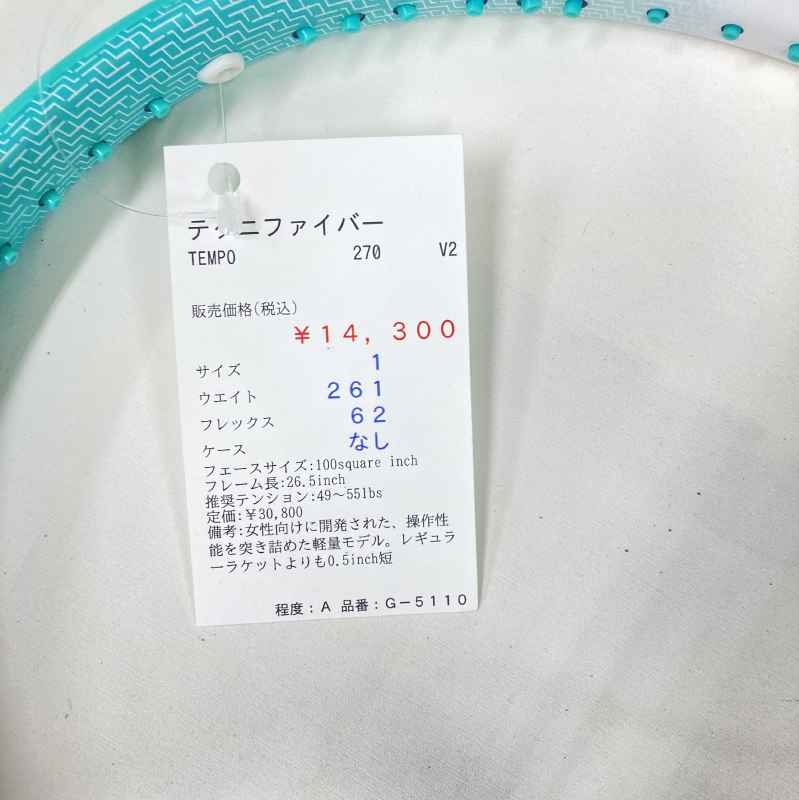 テクニファイバー
TEMPO 270 V2
販売価格(税込)
￥１４，３００
サイズ 1
ウエイト ２６１
フレックス ６２
ケース なし
フェースサイズ:100square inch
フレーム長:26.5inch
推奨テンション:49～55lbs
定価:￥30,800
備考:女性向けに開発された、操作性
能を突き詰めた軽量モデル。レギュラ
ーラケットよりも0.5inch短
程度：Ａ 品番：Ｇ－５１１０